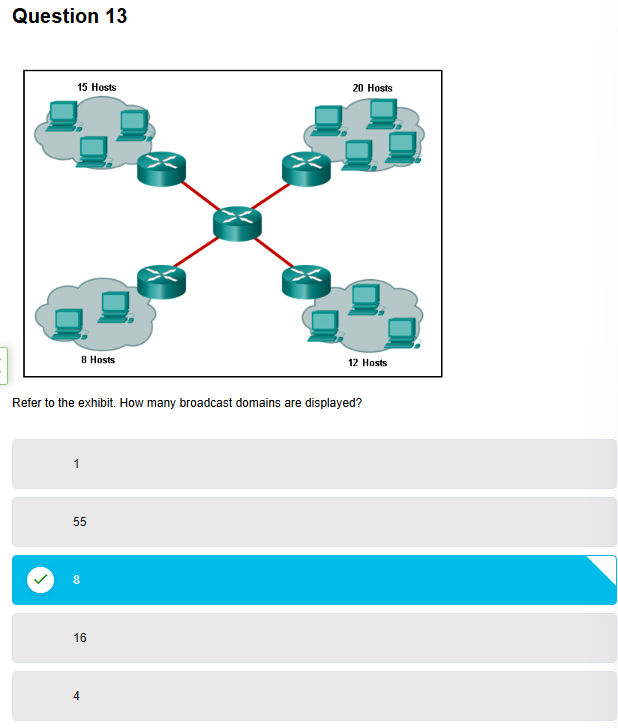 Question 13
15 Hosts
20 Hosts
8 Hosts
12 Hosts
Refer to the exhibit. How many broadcast domains are displayed?
1
55
8
16
4